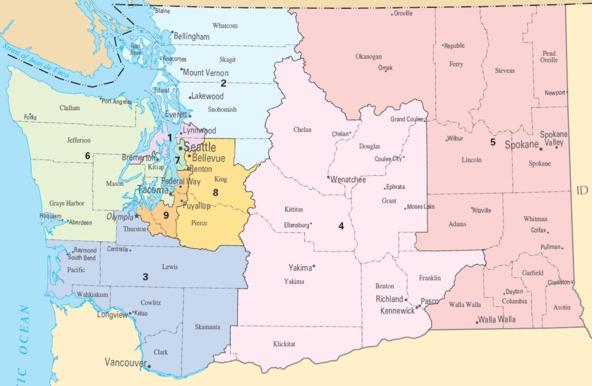 Blaine
Whatcom
Bellingham
San Juan
Anacortes
Skagit
Mount Vernon
2
Strait of Juan de Fuca
Island
Lakewood
Snohomish
Everett
Oroville
Okanogan
Omak
Republic
Ferry
Stevens
Pend
Oreille
Newport
Clallam
Port Angeles
Forks
Jefferson
6
Grays Harbor
Mason
Hoquiam
Aberdeen
Olympia
Thurston
1
Lynnwood
Seattle
7
Bellevue
Renton
Bremerton
Kitsap
Federal Way
Tacoma
Puyallup
King
8
Pierce
9
Chelan
Chelan
Douglas
Grand Coulee
Coulee City
Wenatchee
Ephrata
Grant
Moses Lake
Kittitas
Ellensburg
4
Yakima
Yakima
Benton
Franklin
Richland
Pasco
Kennewick
Klickitat
Wilbur
5
Spokane
Spokane
Valley
Lincoln
Spokane
ID
Ritzville
Adams
Whitman
Colfax
Pullman
Garfield
Clarkston
Dayton
Columbia
Walla Walla
Asotin
Walla Walla
Raymond
South Bend
Centralia
Pacific
3
Lewis
Wahkiakum
Cowlitz
Longview
Kelso
Skamania
Clark
Vancouver
IC OCEAN